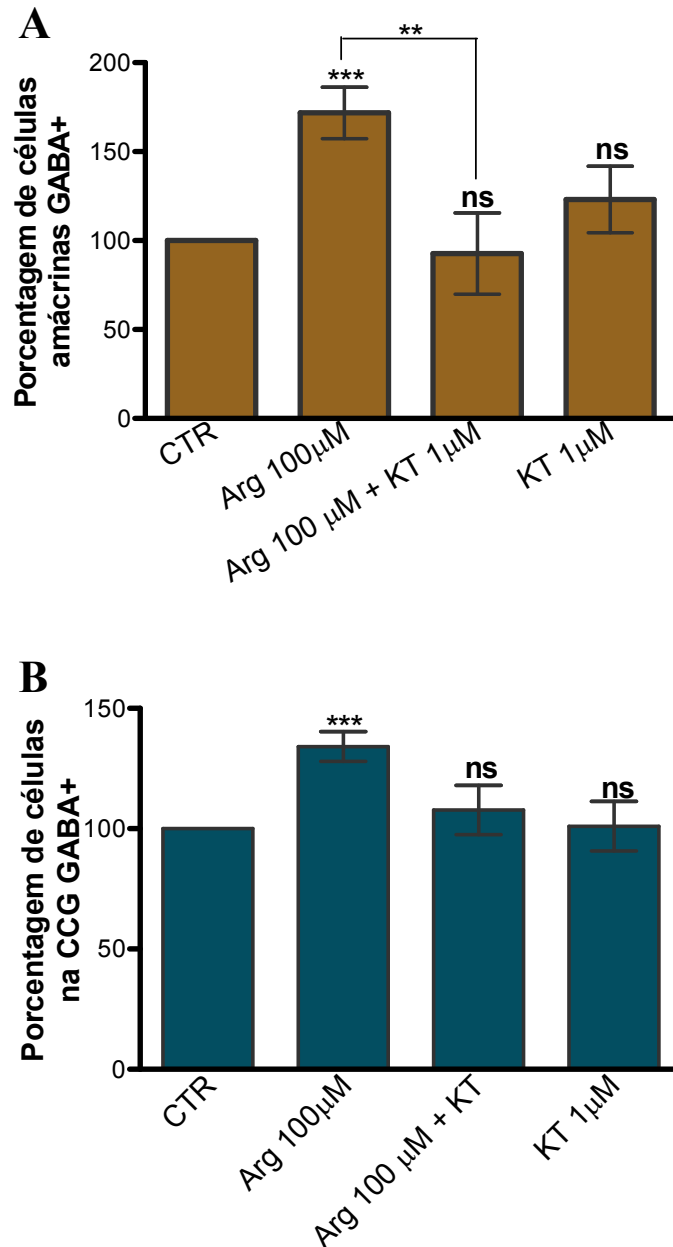 A
**
Porcentagem de células
amácrinas GABA+
200
150
100
50
0
***
ns
ns
CTR
Arg 100μM
Arg 100 μM + KT 1μM
KT 1μM
B
Porcentagem de células
na CCG GABA+
150
100
50
0
***
ns
ns
CTR
Arg 100μM
Arg 100 μM + KT
KT 1μM